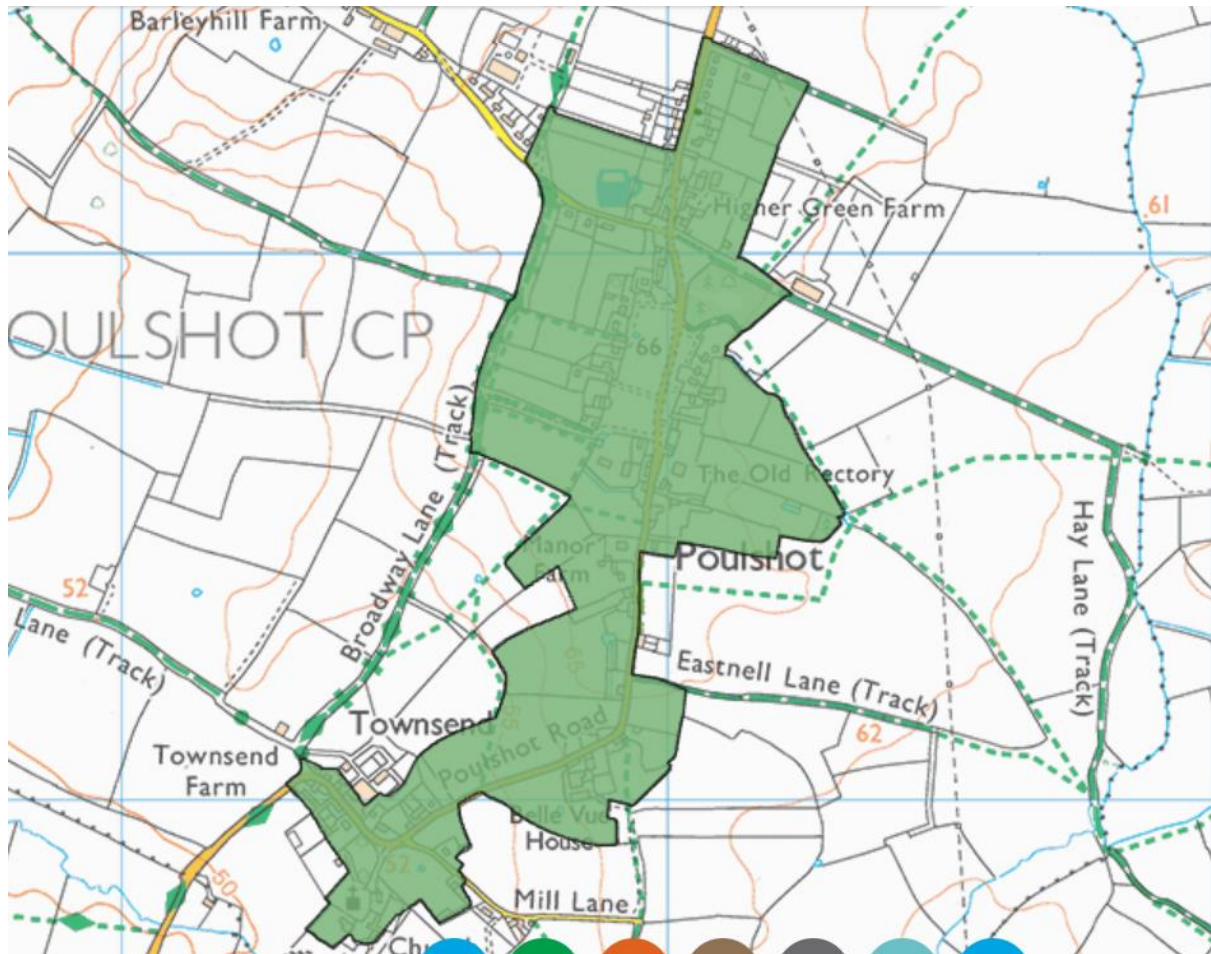 Barleyhill Farm
Higher Green Farm
.61
OULSHOT CP
66
Broadway Lane (Track)
The Old Rectory
Hay Lane (Track)
Manor
Farm
Poulshot
52
Lane (Track)
65
Eastnell Lane (Track)
62
Townsend
55
Poulshot Road
Townsend
Farm
Belle Vue
House
52
50
Mill Lane
Church